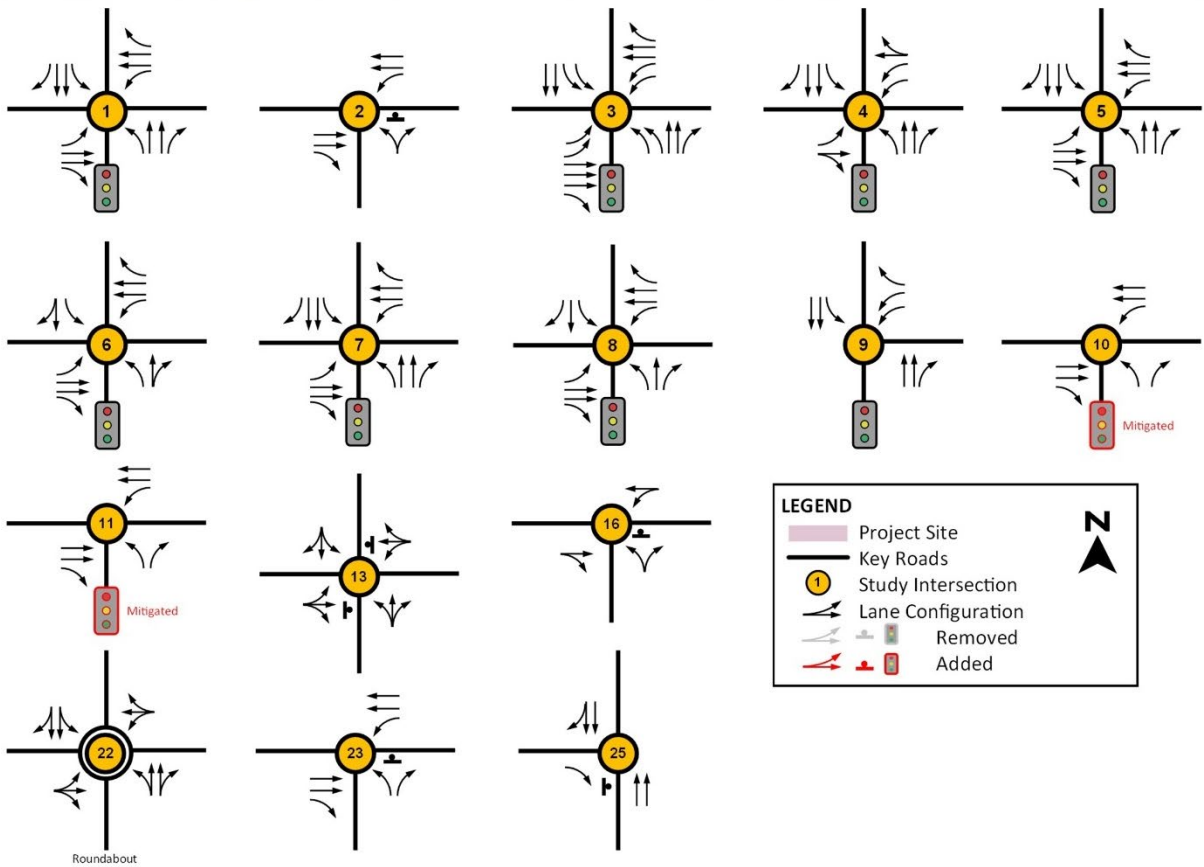 1
2
3
4
5
6
7
8
9
10
Mitigated
11
Mitigated
13
16
LEGEND
N
Project Site
Key Roads
1
Study Intersection
Lane Configuration
Removed
Added
22
23
25
Roundabout